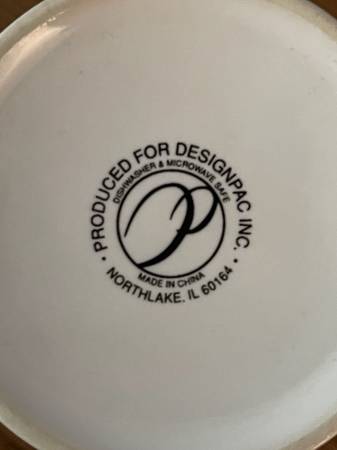 • PRODUCED FOR DESIGNPAC INC. •
DISHWASHER & MICROWAVE SAFE
P
MADE IN CHINA
NORTHLAKE, IL 60164